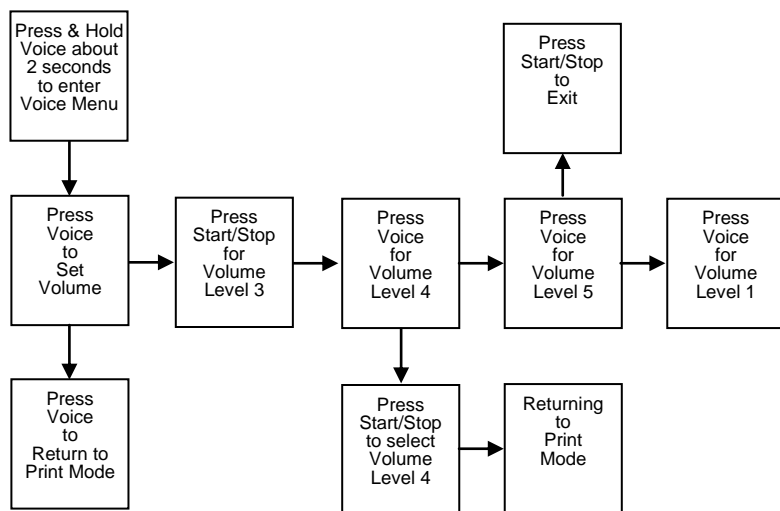 Press & Hold
Voice about
2 seconds
to enter
Voice Menu
Press
Start/Stop
to
Exit
Press
Voice
to
Set
Volume
Press
Start/Stop
for
Volume
Level 3
Press
Voice
for
Volume
Level 4
Press
Voice
for
Volume
Level 5
Press
Voice
for
Volume
Level 1
Press
Voice
to
Return to
Print Mode
Press
Start/Stop
to select
Volume
Level 4
Returning
to
Print
Mode